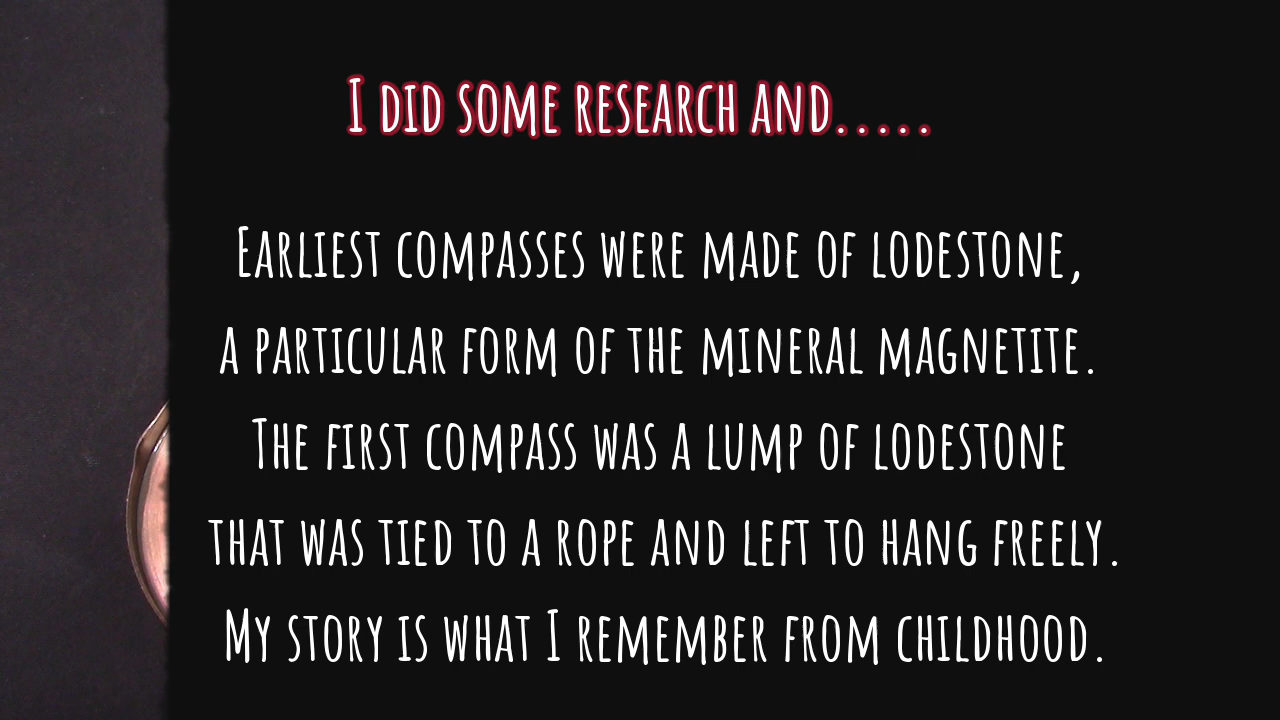 I did some research and.....
Earliest compasses were made of lodestone,
a particular form of the mineral magnetite.
The first compass was a lump of lodestone
that was tied to a rope and left to hang freely.
My story is what I remember from childhood.